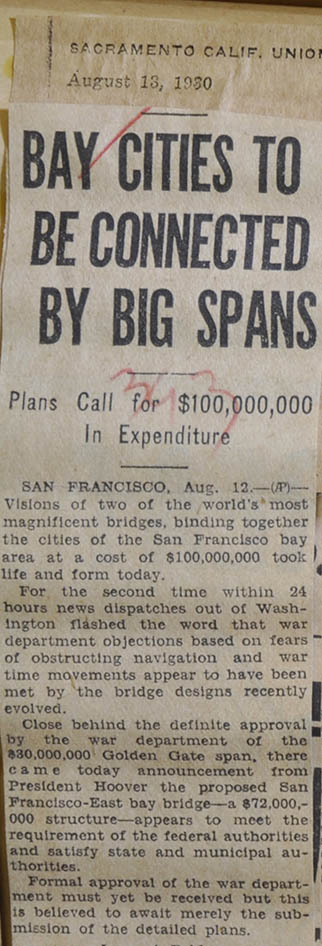 SACRAMENTO CALIF. UNION
August 13, 1930
BAY CITIES TO
BE CONNECTED
BY BIG SPANS
Plans Call for $100,000,000
In Expenditure
SAN FRANCISCO, Aug. 12.—(AP)—
Visions of two of the world's most
magnificent bridges, binding together
the cities of the San Francisco bay
area at a cost of $100,000,000 took
life and form today.
For the second time within 24
hours news dispatches out of Wash-
ington flashed the word that war
department objections based on fears
of obstructing navigation and war
time movements appear to have been
met by the bridge designs recently
evolved.
Close behind the definite approval
by the war department of the
$30,000,000 Golden Gate span, there
came today announcement from
President Hoover the proposed San
Francisco-East bay bridge—a $72,000,-
000 structure—appears to meet the
requirement of the federal authorities
and satisfy state and municipal au-
thorities.
Formal approval of the war depart-
ment must yet be received but this
is believed to await merely the sub-
mission of the detailed plans.